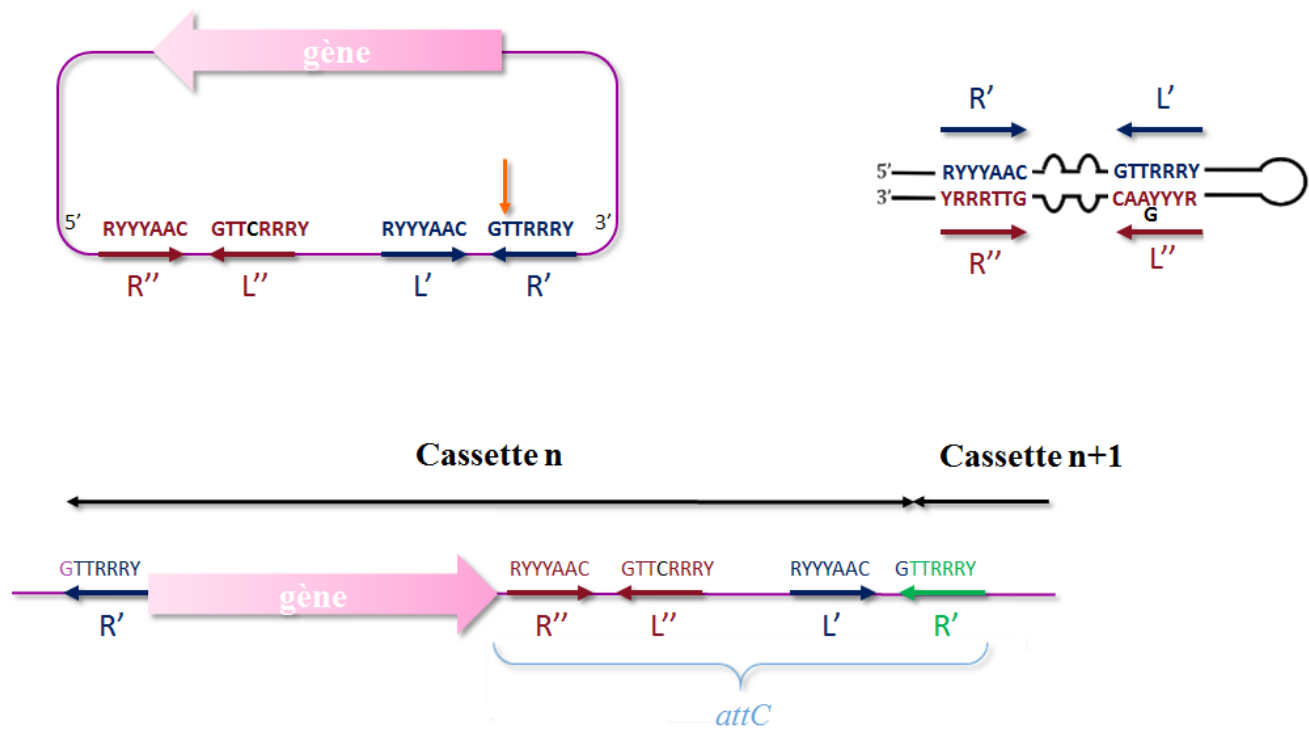 gène
5’ RYYYAAC GTTCRRRY RYYYAAC GTTRRRY 3’
R’’ L’’ L’ R’
R’ L’
5’ RYYYAAC GTTRRRY
3’ YRRRTTG CAAYYYR
G
R’’ L’’
Cassette n Cassette n+1
GTTRRRY gène RYYYAAC GTTCRRRY RYYYAAC GTTRRRY
R’ R’’ L’’ L’ R’
attC